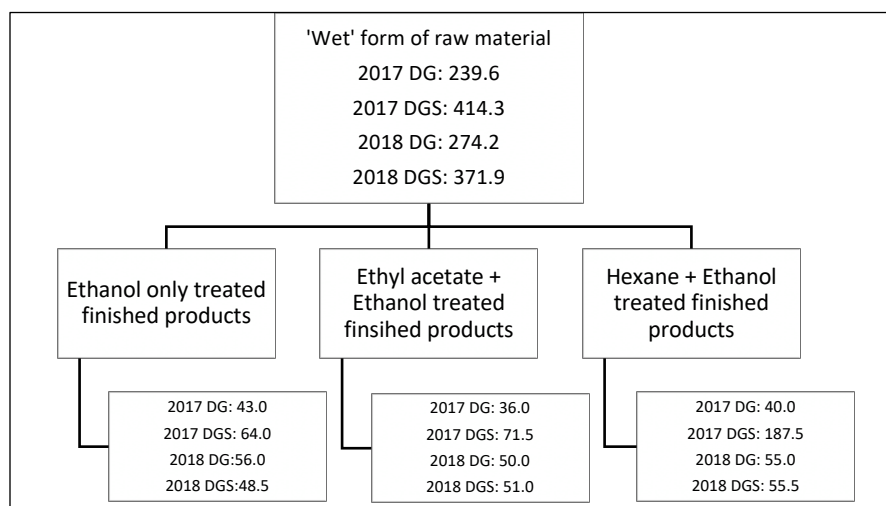 'Wet' form of raw material
2017 DG: 239.6
2017 DGS: 414.3
2018 DG: 274.2
2018 DGS: 371.9
Ethanol only treated
finished products
Ethyl acetate +
Ethanol treated
finsihed products
Hexane + Ethanol
treated finished
products
2017 DG: 43.0
2017 DGS: 64.0
2018 DG:56.0
2018 DGS:48.5
2017 DG: 36.0
2017 DGS: 71.5
2018 DG: 50.0
2018 DGS: 51.0
2017 DG: 40.0
2017 DGS: 187.5
2018 DG: 55.0
2018 DGS: 55.5